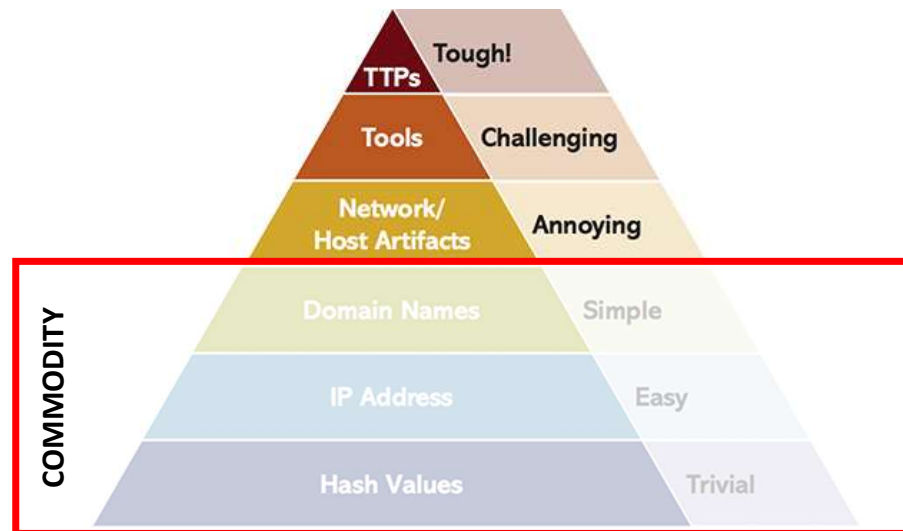 TTPs
Tough!
Tools
Challenging
Network/
Host Artifacts
Annoying
COMMODITY
Domain Names
Simple
IP Address
Easy
Hash Values
Trivial